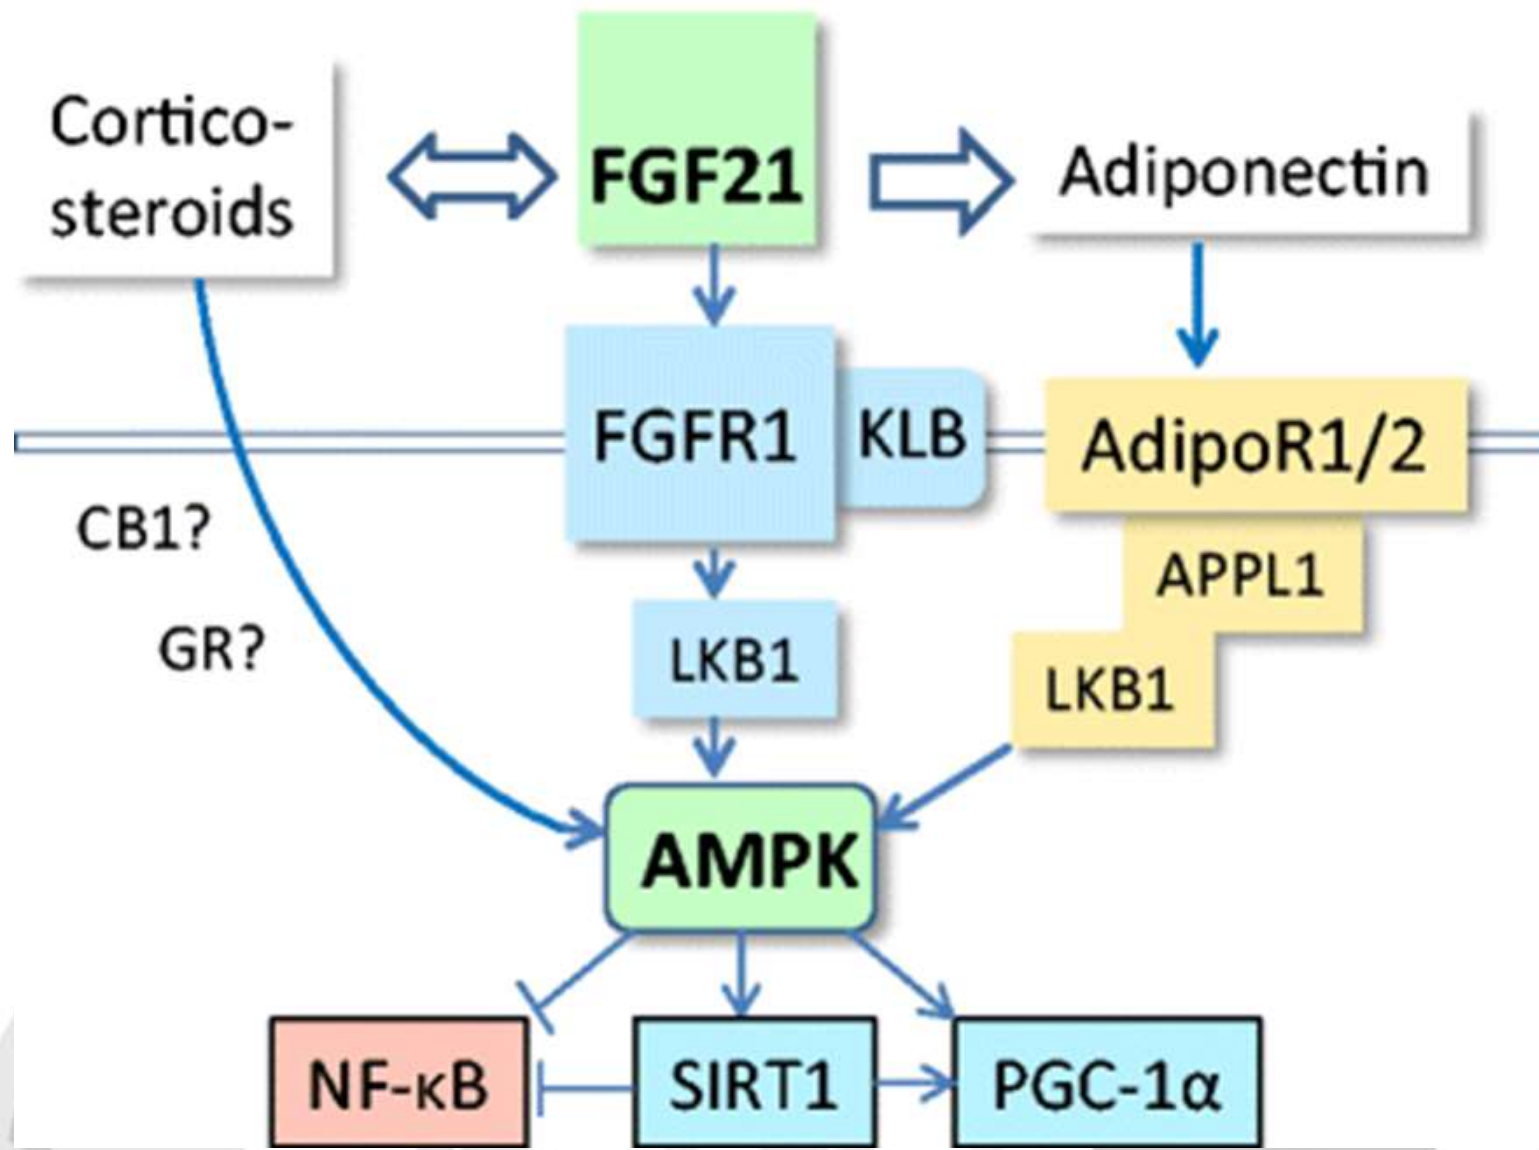 Cortico-
steroids
FGF21
Adiponectin
FGFR1
KLB
AdipoR1/2
CB1?
APPL1
GR?
LKB1
LKB1
AMPK
NF-κB
SIRT1
PGC-1α